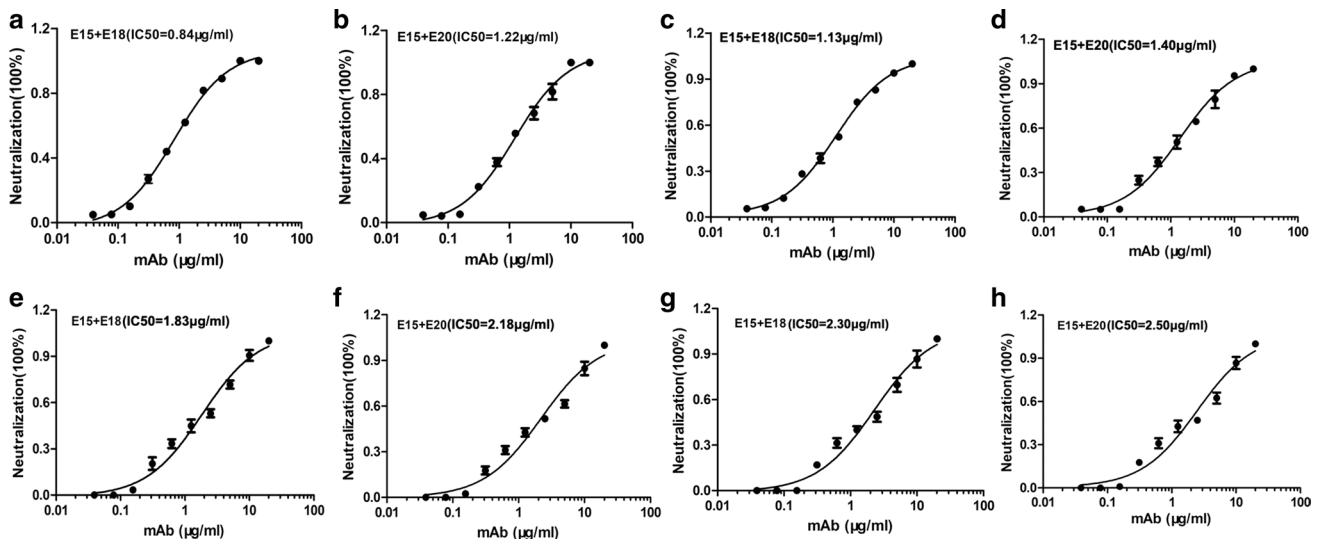 a
E15+E18(IC50=0.84µg/ml)
Neutralization(100%)
1.2
0.8
0.4
0.0
0.01 0.1 1 10 100
mAb (µg/ml)
b
E15+E20(IC50=1.22µg/ml)
Neutralization(100%)
1.2
0.8
0.4
0.0
0.01 0.1 1 10 100
mAb (µg/ml)
c
E15+E18(IC50=1.13µg/ml)
Neutralization(100%)
1.2
0.9
0.6
0.3
0.0
0.01 0.1 1 10 100
mAb (µg/ml)
d
E15+E20(IC50=1.40µg/ml)
Neutralization(100%)
1.2
0.9
0.6
0.3
0.0
0.01 0.1 1 10 100
mAb (µg/ml)
e
E15+E18(IC50=1.83µg/ml)
Neutralization(100%)
1.2
0.9
0.6
0.3
0.0
0.01 0.1 1 10 100
mAb (µg/ml)
f
E15+E20(IC50=2.18µg/ml)
Neutralization(100%)
1.2
0.9
0.6
0.3
0.0
0.01 0.1 1 10 100
mAb (µg/ml)
g
E15+E18(IC50=2.30µg/ml)
Neutralization(100%)
1.2
0.9
0.6
0.3
0.0
0.01 0.1 1 10 100
mAb (µg/ml)
h
E15+E20(IC50=2.50µg/ml)
Neutralization(100%)
1.2
0.9
0.6
0.3
0.0
0.01 0.1 1 10 100
mAb (µg/ml)